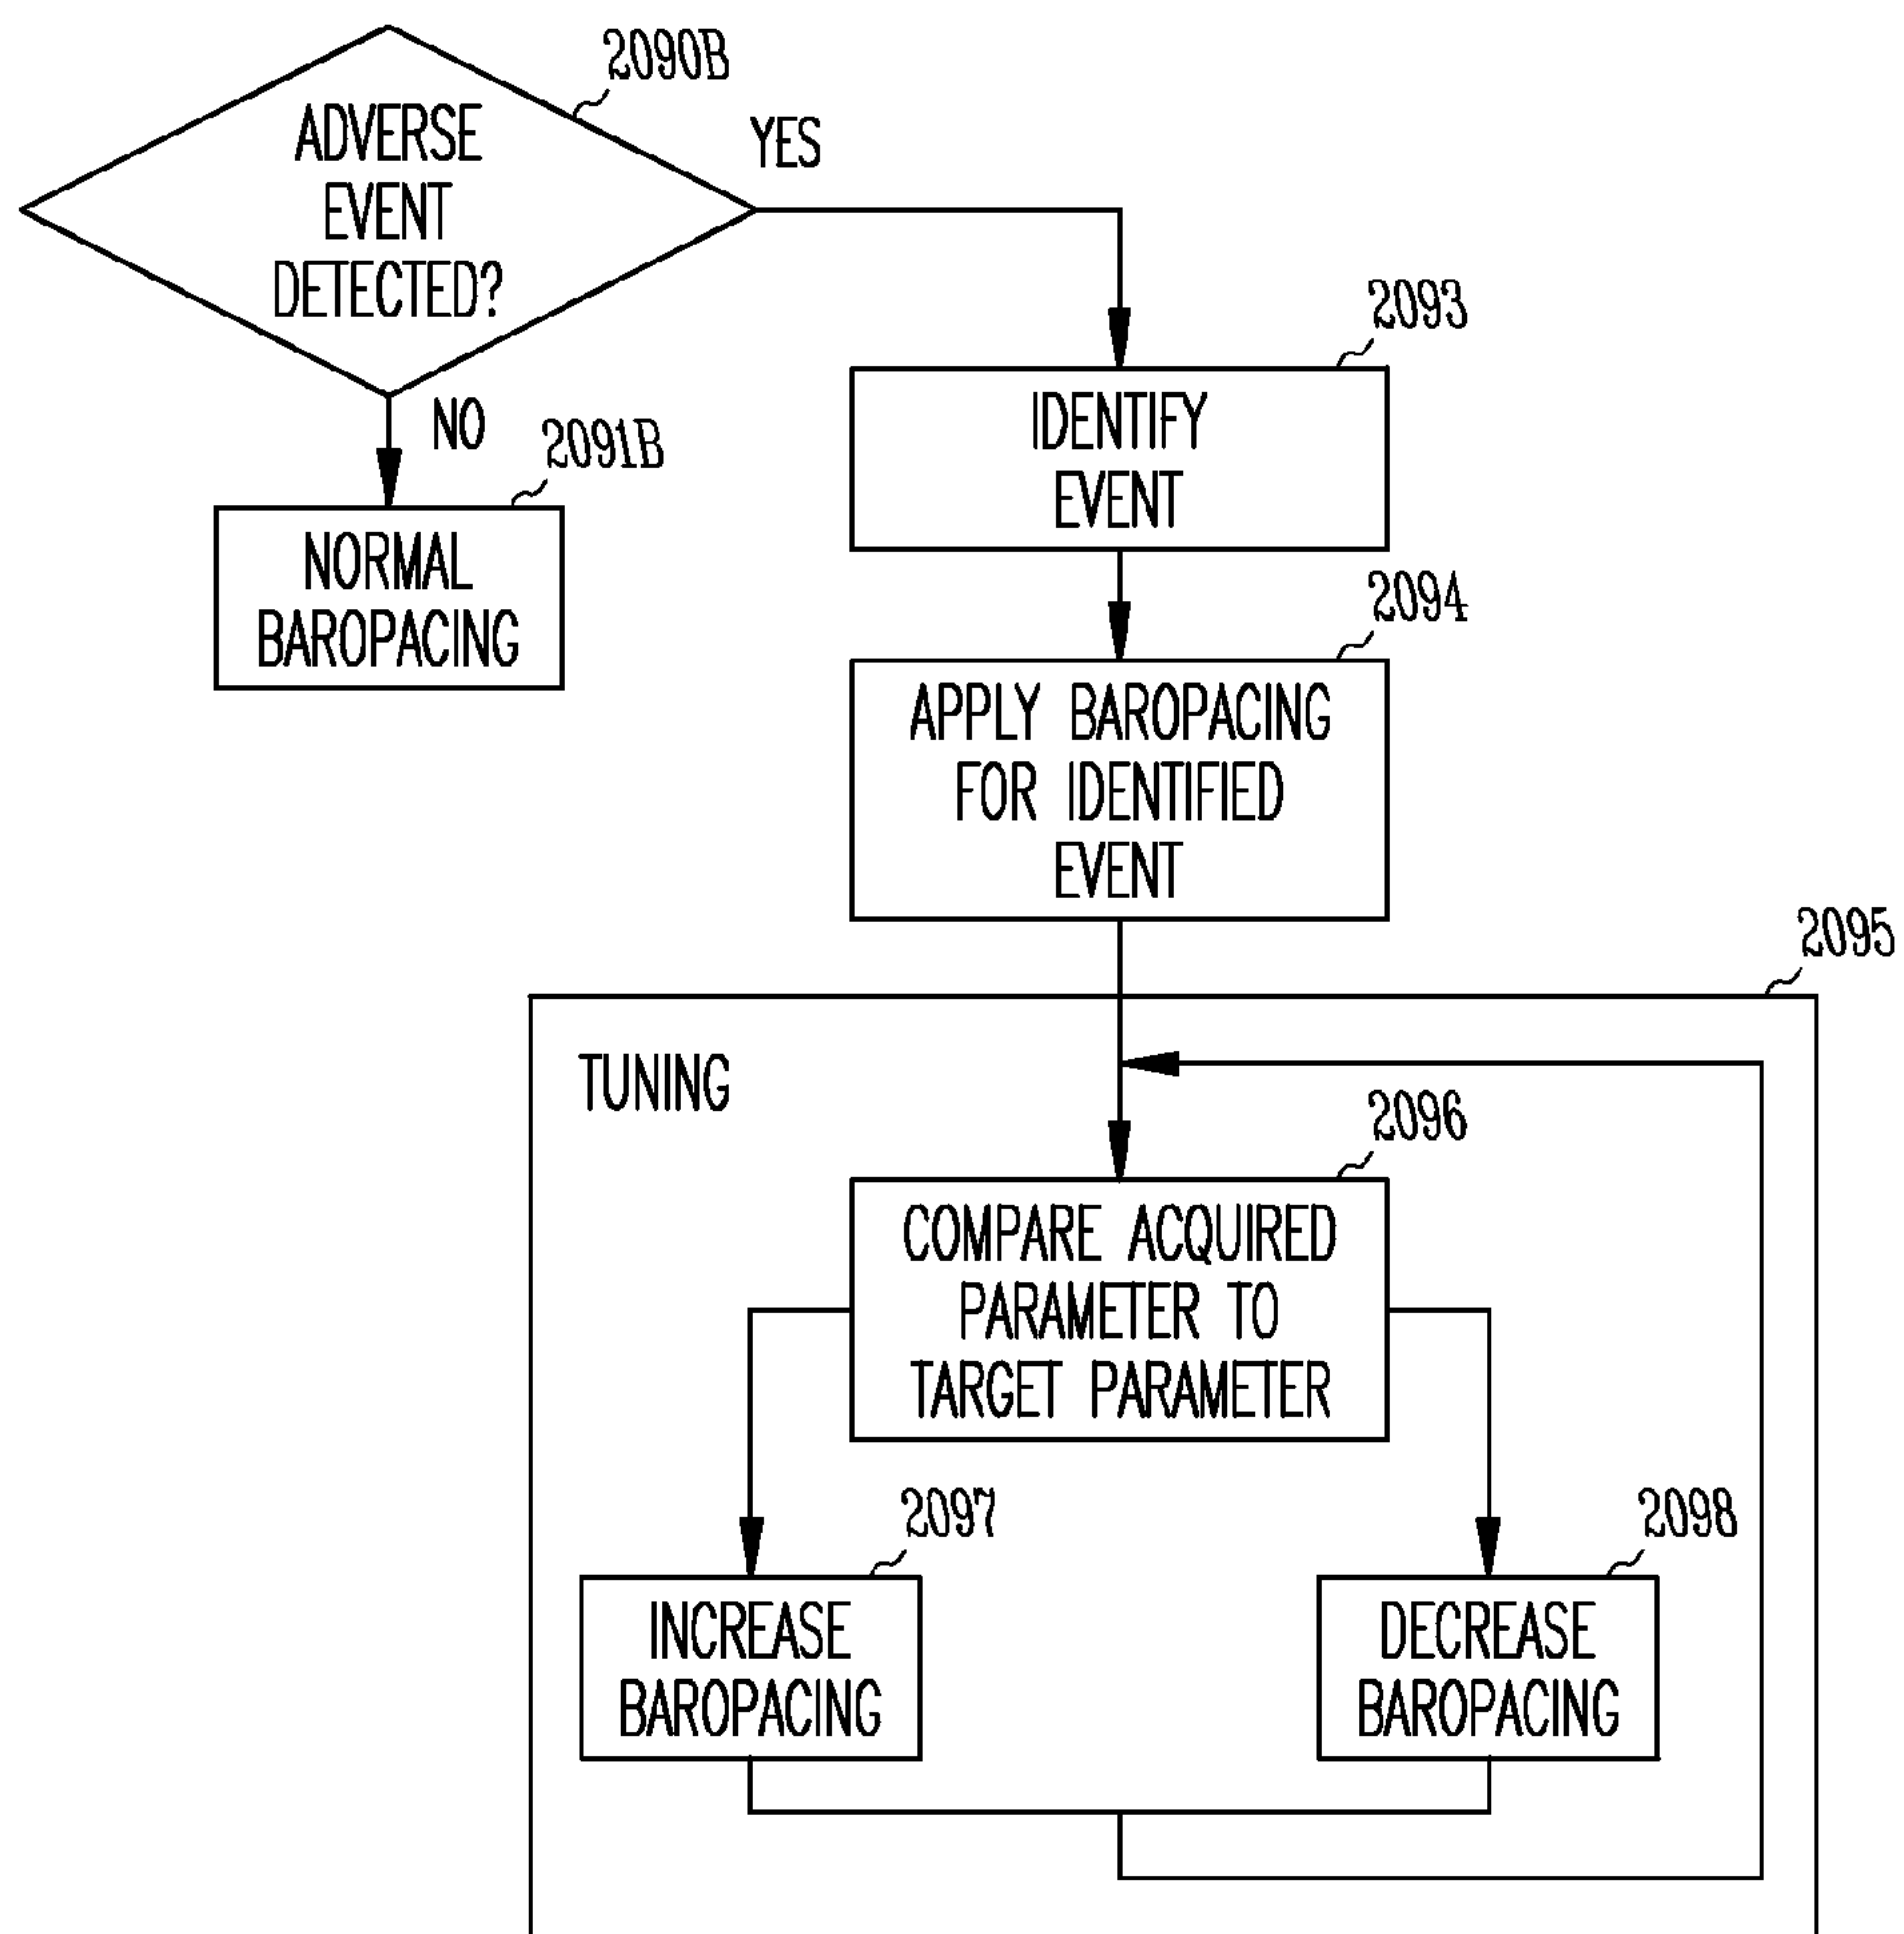 2090B
ADVERSE
EVENT
DETECTED?
YES
NO
2091B
NORMAL
BAROPACING
2093
IDENTIFY
EVENT
2094
APPLY BAROPACING
FOR IDENTIFIED
EVENT
2095
TUNING
2096
COMPARE ACQUIRED
PARAMETER TO
TARGET PARAMETER
2097
INCREASE
BAROPACING
2098
DECREASE
BAROPACING